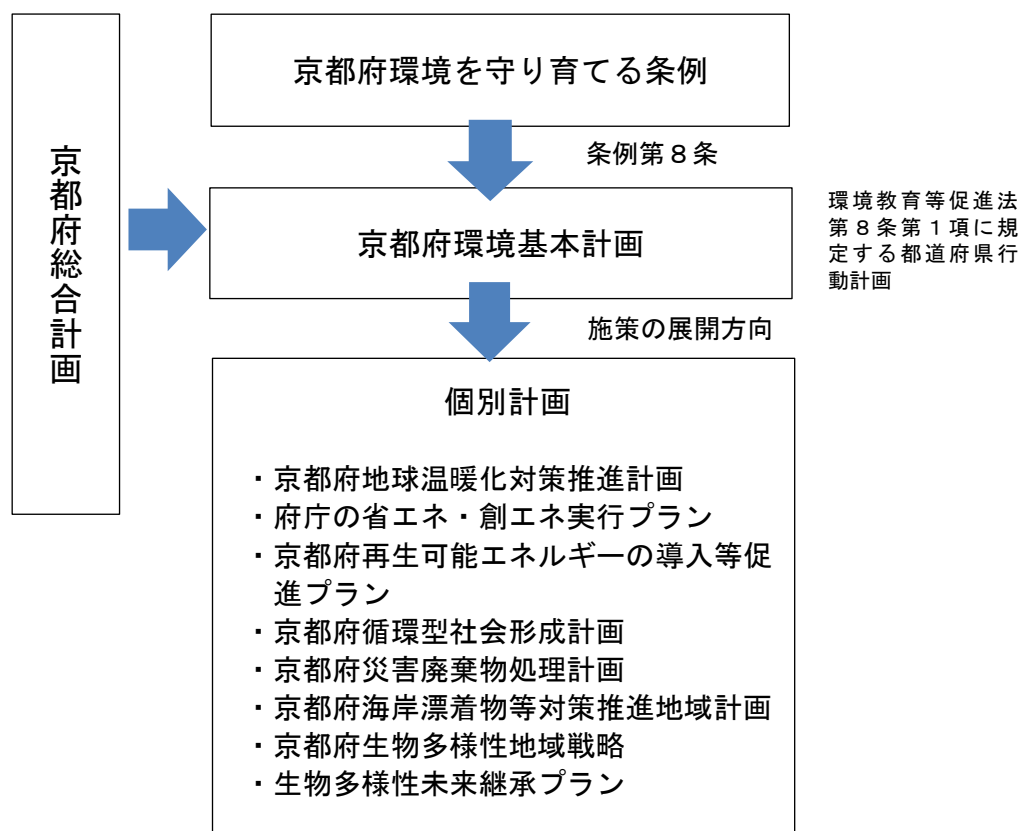 京都府総合計画
京都府環境を守り育てる条例
条例第８条
京都府環境基本計画
環境教育等促進法
第８条第１項に規
定する都道府県行
動計画
施策の展開方向
個別計画
・京都府地球温暖化対策推進計画
・府庁の省エネ・創エネ実行プラン
・京都府再生可能エネルギーの導入等促
進プラン
・京都府循環型社会形成計画
・京都府災害廃棄物処理計画
・京都府海岸漂着物等対策推進地域計画
・京都府生物多様性地域戦略
・生物多様性未来継承プラン